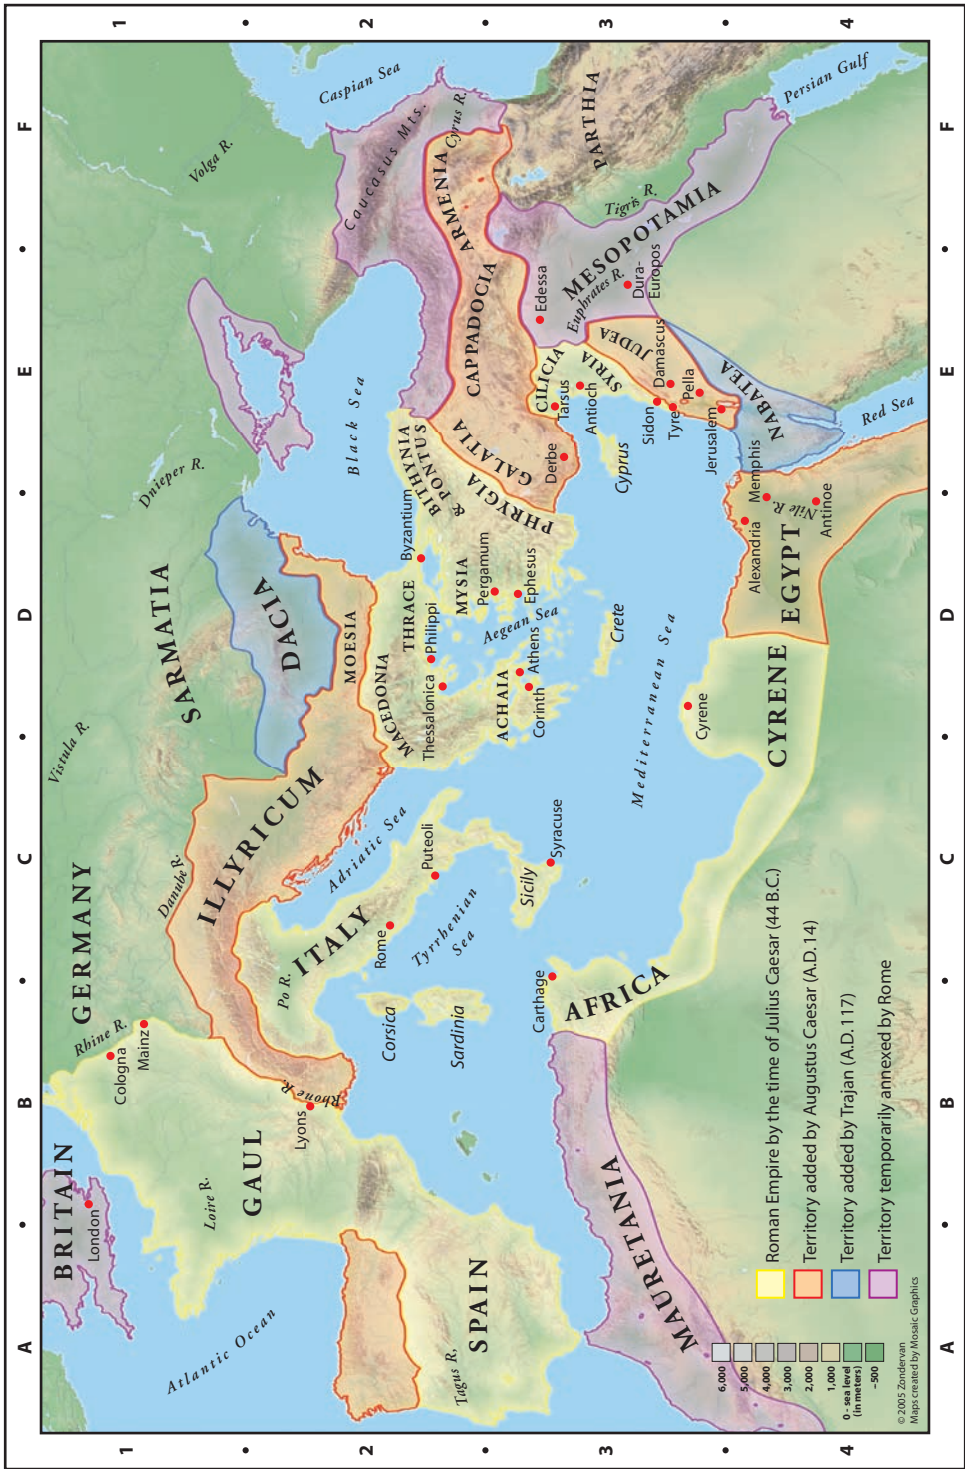 A
B
C
D
E
F
1
2
3
4
BRITAIN
London
Atlantic Ocean
Loire R.
GAUL
Lyons
Rhone R.
Cologna
Mainz
Rhine R.
GERMANY
Danube R.
Vistula R.
SARMATIA
Dnieper R.
Volga R.
Caspian Sea
Caucasus Mts.
Cyrus R.
DACIA
MOESIA
ILLYRICUM
Adriatic Sea
Po R.
ITALY
Rome
Puteoli
Tyrrhenian
Sea
Corsica
Sardinia
Sicily
Syracuse
Tagus R,
SPAIN
MAURETANIA
Carthage
AFRICA
Mediterranean Sea
Cyrene
CYRENE
MACEDONIA
Thessalonica
Philippi
THRACE
Byzantium
Black Sea
BITHYNIA
& PONTUS
MYSIA
Pergamum
Ephesus
Aegean Sea
ACHAIA
Athens
Corinth
Crete
PHRYGIA
GALATIA
Derbe
CAPPADOCIA
ARMENIA
PARTHIA
CILICIA
Tarsus
Antioch
SYRIA
Cyprus
Edessa
Euphrates R.
MESOPOTAMIA
Tigris R.
Dura-
Europos
Persian Gulf
JUDEA
Damascus
Sidon
Tyre
Pella
Jerusalem
NABATEA
Red Sea
Alexandria
Memphis
Nile R.
Antinoe
EGYPT
Roman Empire by the time of Julius Caesar (44 B.C.)
Territory added by Augustus Caesar (A.D. 14)
Territory added by Trajan (A.D. 117)
Territory temporarily annexed by Rome
6,000
5,000
4,000
3,000
2,000
1,000
0 - sea level
(in meters)
-500
© 2005 Zondervan
Maps created by Mosaic Graphics
A
B
C
D
E
F
1
2
3
4